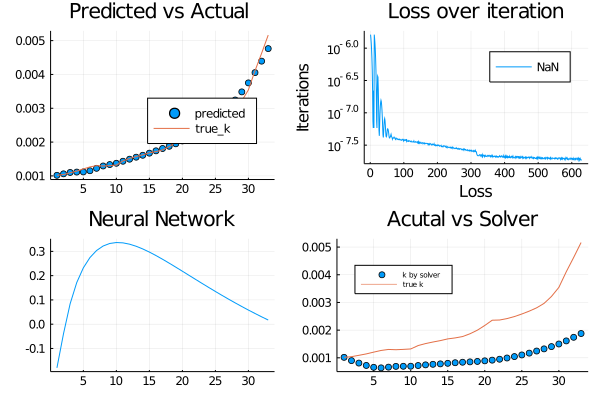 Predicted vs Actual
0.005
0.004
0.003
0.002
0.001
predicted
true_k
5 10 15 20 25 30
Loss over iteration
Iterations
10^-6.0
10^-6.5
10^-7.0
10^-7.5
NaN
0 100 200 300 400 500 600
Loss
Neural Network
0.3
0.2
0.1
0.0
-0.1
5 10 15 20 25 30
Acutal vs Solver
0.005
0.004
0.003
0.002
0.001
k by solver
true k
5 10 15 20 25 30